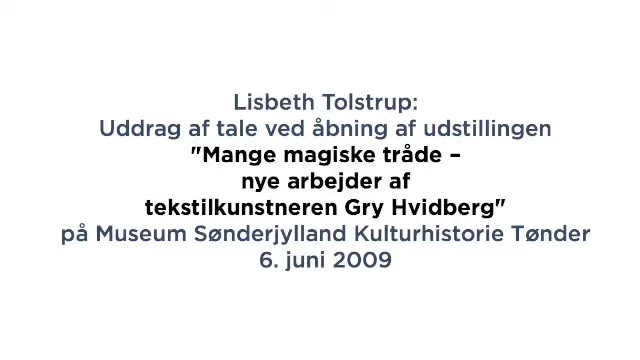 Lisbeth Tolstrup:
Uddrag af tale ved åbning af udstillingen
"Mange magiske tråde –
nye arbejder af
tekstilkunstneren Gry Hvidberg"
på Museum Sønderjylland Kulturhistorie Tønder
6. juni 2009